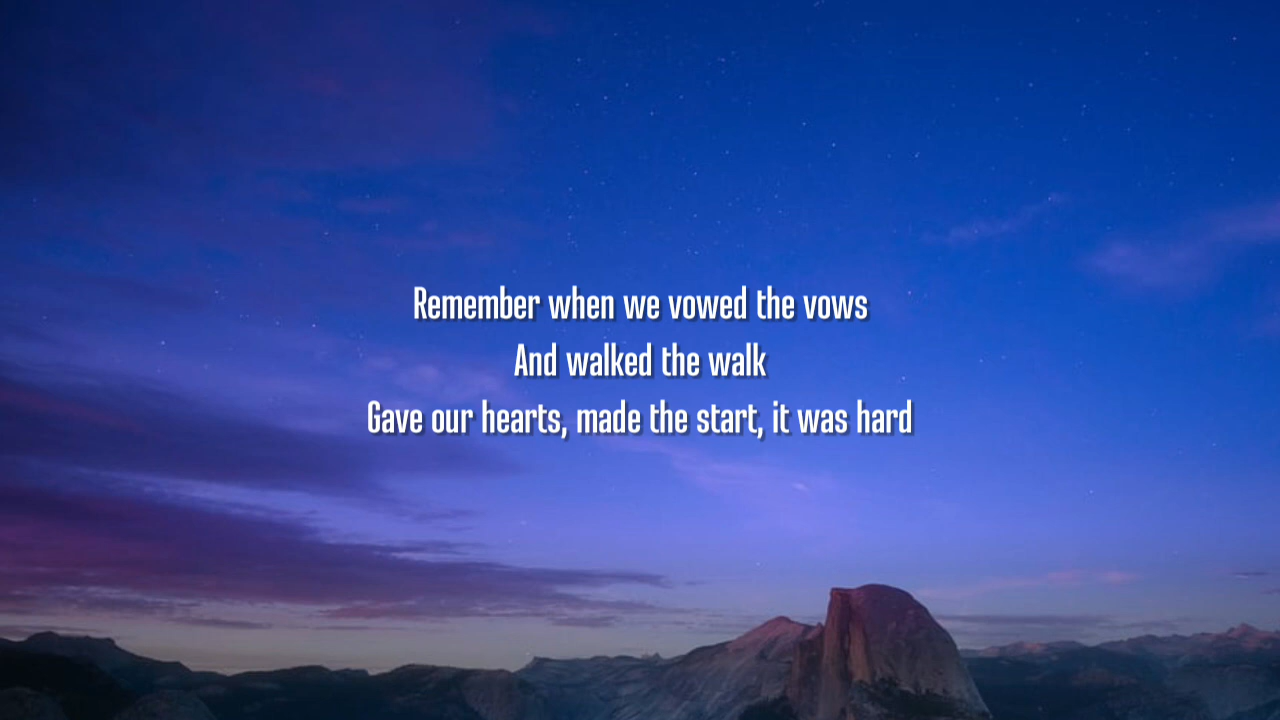 Remember when we vowed the vows
And walked the walk
Gave our hearts, made the start, it was hard